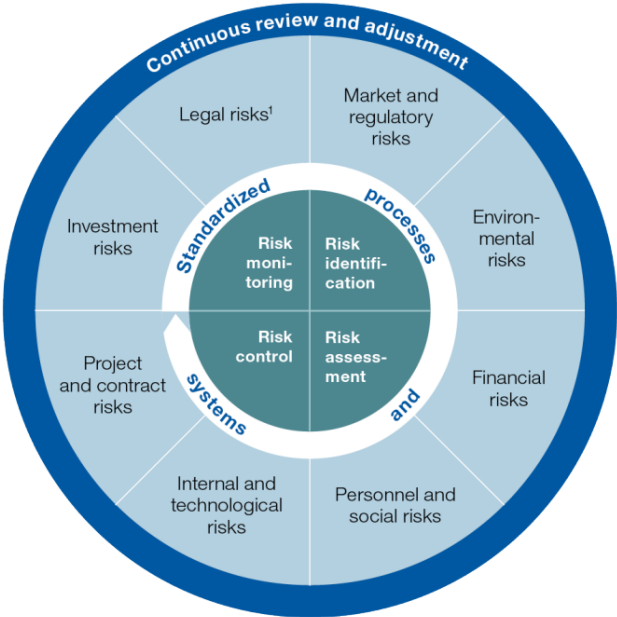 Continuous review and adjustment
Legal risks¹
Market and
regulatory
risks
Environ-
mental
risks
Financial
risks
Personnel and
social risks
Internal and
technological
risks
Project
and contract
risks
Investment
risks
Standardized
processes
and
systems
Risk
moni-
toring
Risk
identifi-
cation
Risk
assess-
ment
Risk
control